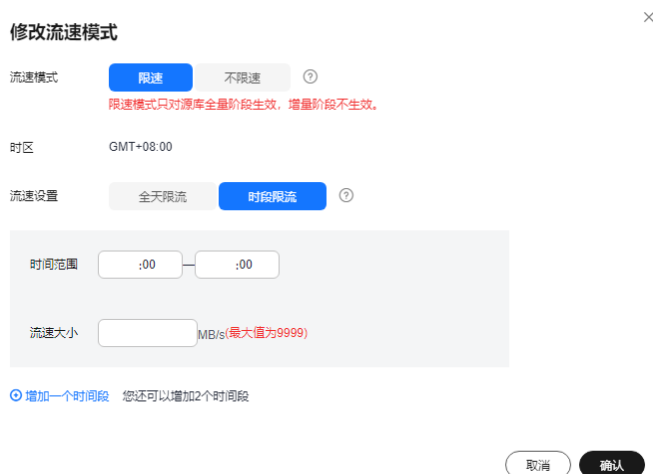 修改流速模式
流速模式 限速 不限速
限速模式只对源库全量阶段生效，增量阶段不生效。
时区 GMT+08:00
流速设置 全天限流 时段限流
时间范围 :00 — :00
流速大小 MB/s(最大值为9999)
增加一个时间段 您还可以增加2个时间段
取消 确认